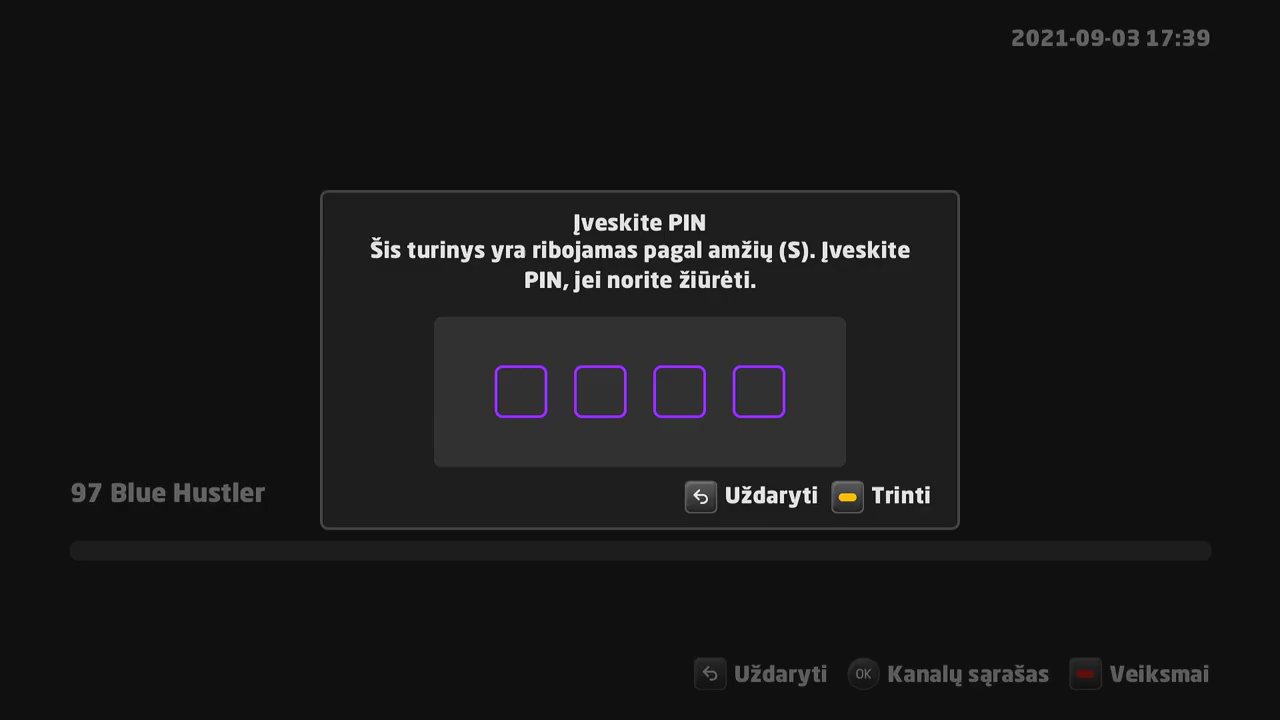 2021-09-03 17:39
Įveskite PIN
Šis turinys yra ribojamas pagal amžių (S). Įveskite
PIN, jei norite žiūrėti.
97 Blue Hustler
Uždaryti Trinti
Uždaryti OK Kanalų sąrašas Veiksmai